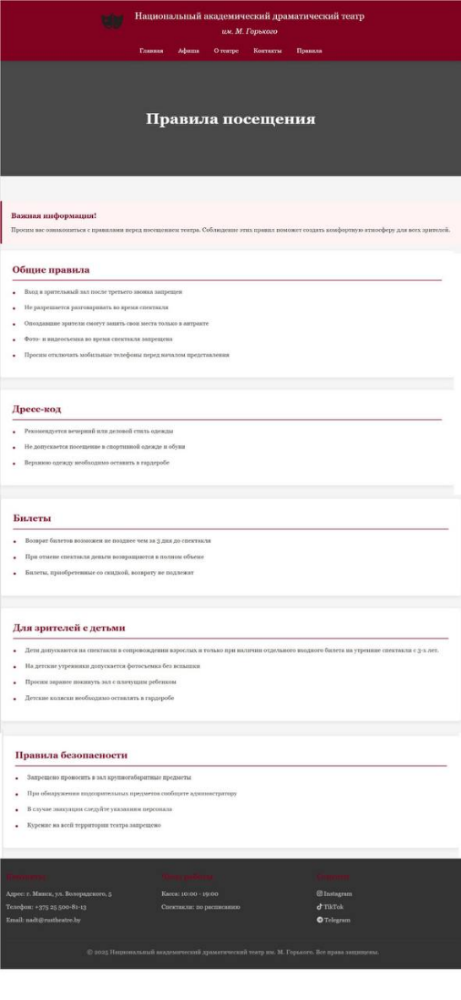 Национальный академический драматический театр
им. М. Горького
Главная Афиша О театре Контакты Правила
Правила посещения
Важная информация!
Просим вас ознакомиться с правилами перед посещением театра. Соблюдение этих правил поможет создать комфортную атмосферу для всех зрителей.
Общие правила
Вход в зрительный зал после третьего звонка запрещен
Не разрешается разговаривать во время спектакля
Опоздавшие зрители смогут занять свои места только в антракте
Фото- и видеосъемка во время спектакля запрещена
Просим отключать мобильные телефоны перед началом представления
Дресс-код
Рекомендуется вечерний или деловой стиль одежды
Не допускается посещение в спортивной одежде и обуви
Верхнюю одежду необходимо оставить в гардеробе
Билеты
Возврат билетов возможен не позднее чем за 3 дня до спектакля
При отмене спектакля деньги возвращаются в полном объеме
Билеты, приобретенные со скидкой, возврату не подлежат
Для зрителей с детьми
Дети допускаются на спектакли в сопровождении взрослых и только при наличии отдельного входного билета на утренние спектакли с 3-х лет.
На детские утренники допускается фотосъемка без вспышки
Просим заранее покинуть зал с плачущим ребенком
Детские коляски необходимо оставлять в гардеробе
Правила безопасности
Запрещено проносить в зал крупногабаритные предметы
При обнаружении подозрительных предметов сообщите администратору
В случае эвакуации следуйте указаниям персонала
Курение на всей территории театра запрещено
Адрес: г. Минск, ул. Володарского, 5
Касса: 10:00 - 19:00
Instagram
Телефон: +375 25 500-81-13
Спектакли: по расписанию
TikTok
Email: nadt@rustheatre.by
Telegram
© 2025 Национальный академический драматический театр им. М. Горького. Все права защищены.